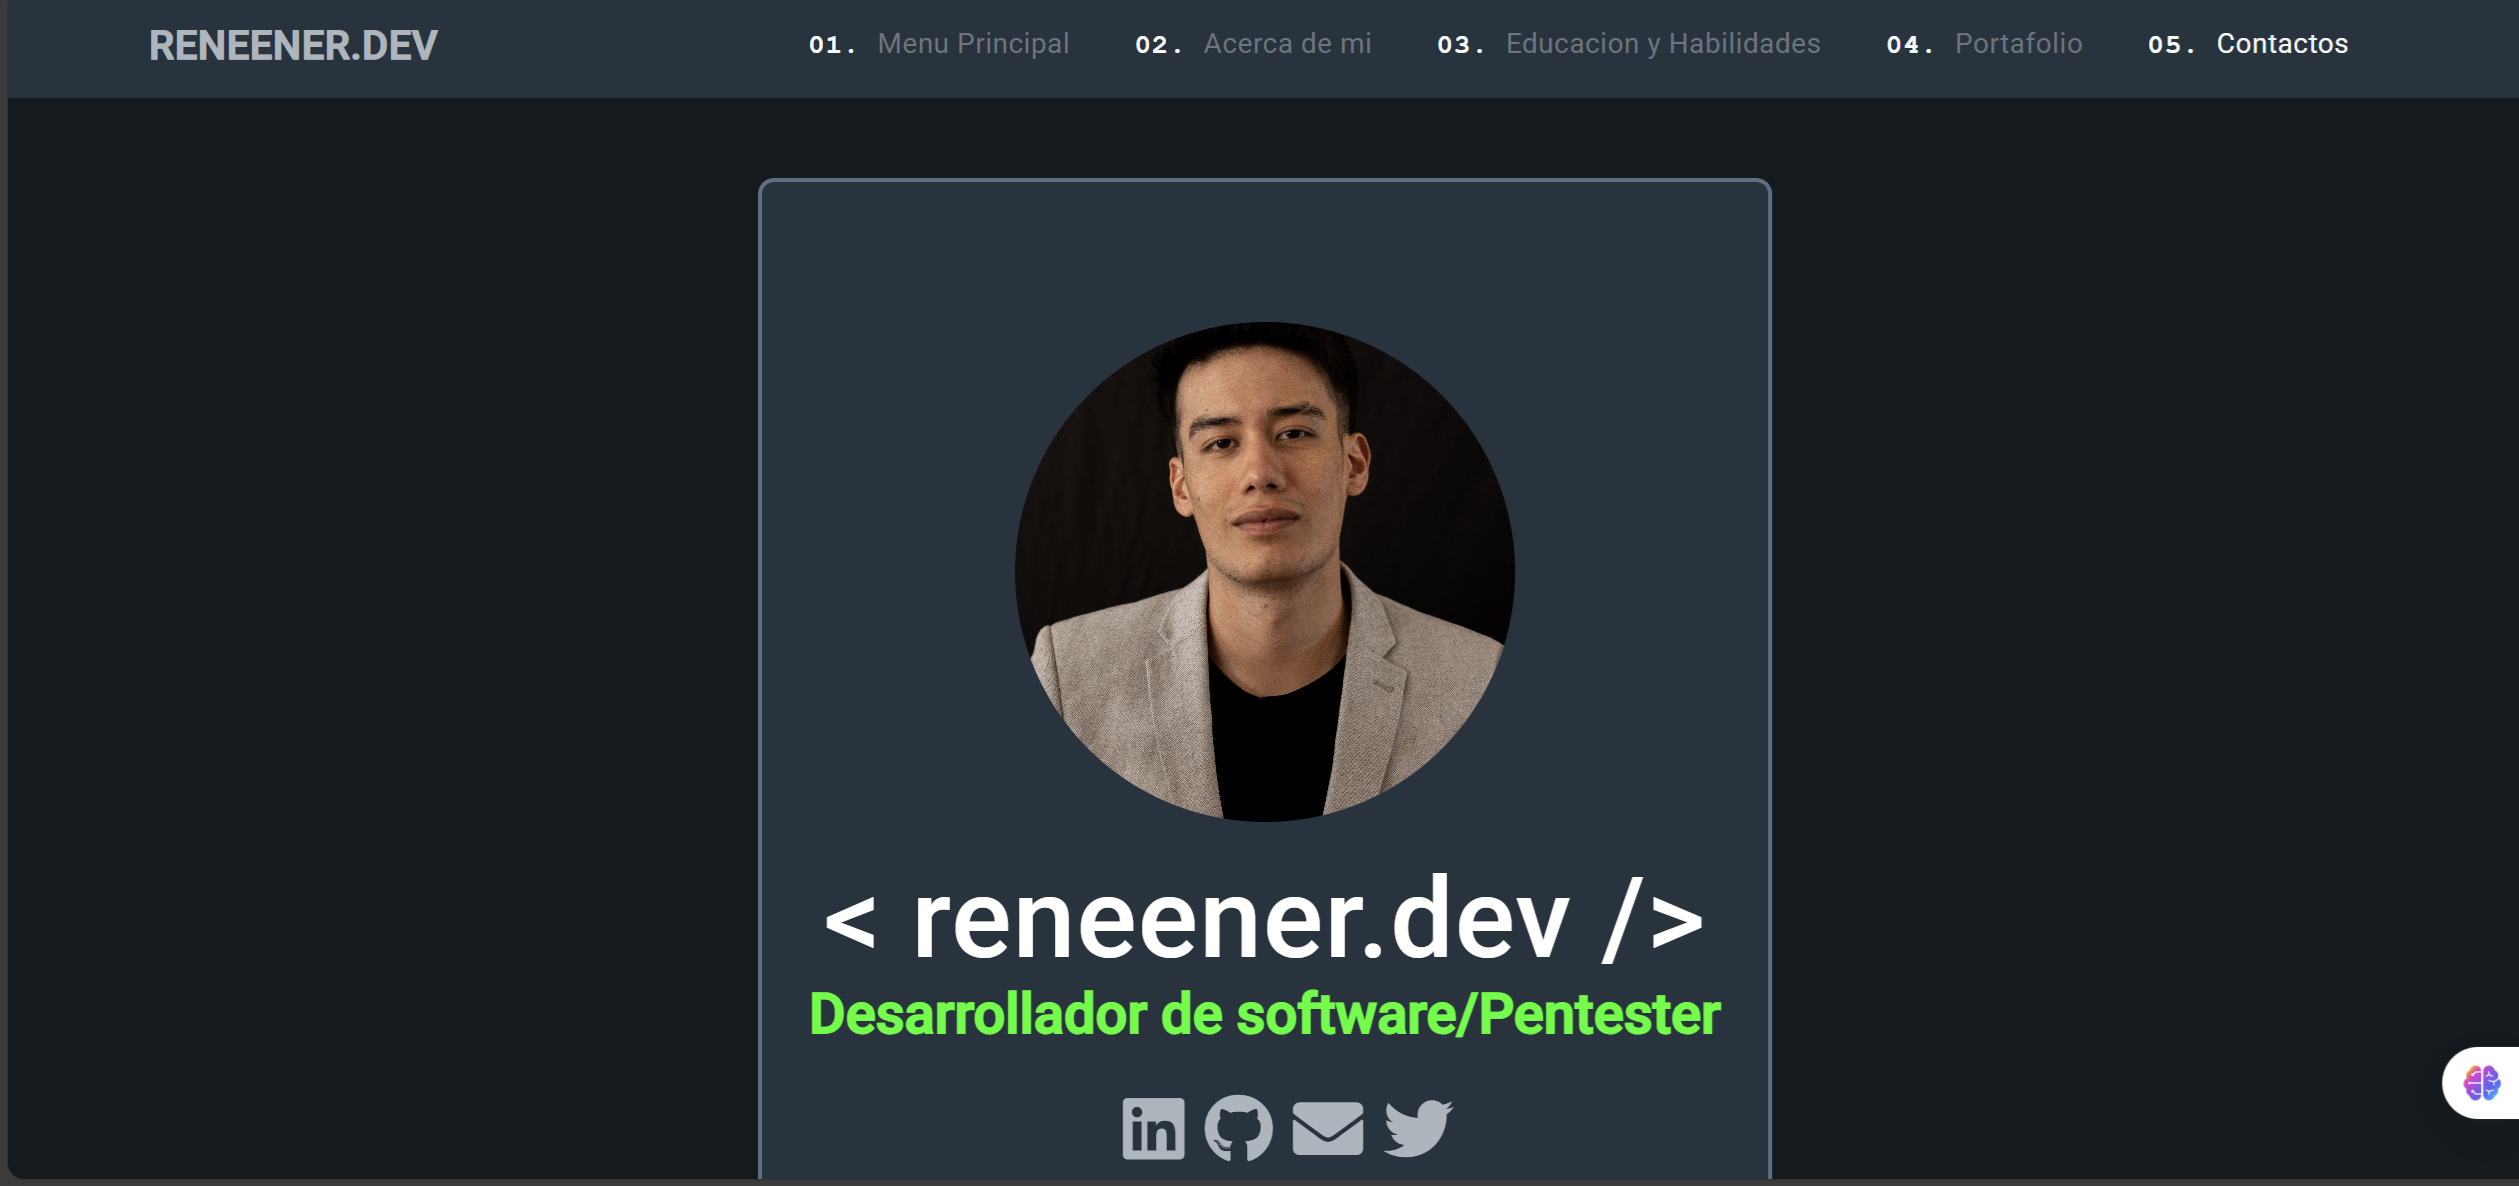 RENEENER.DEV
01. Menu Principal 02. Acerca de mi 03. Educacion y Habilidades 04. Portafolio 05. Contactos
< reneener.dev />
Desarrollador de software/Pentester
in